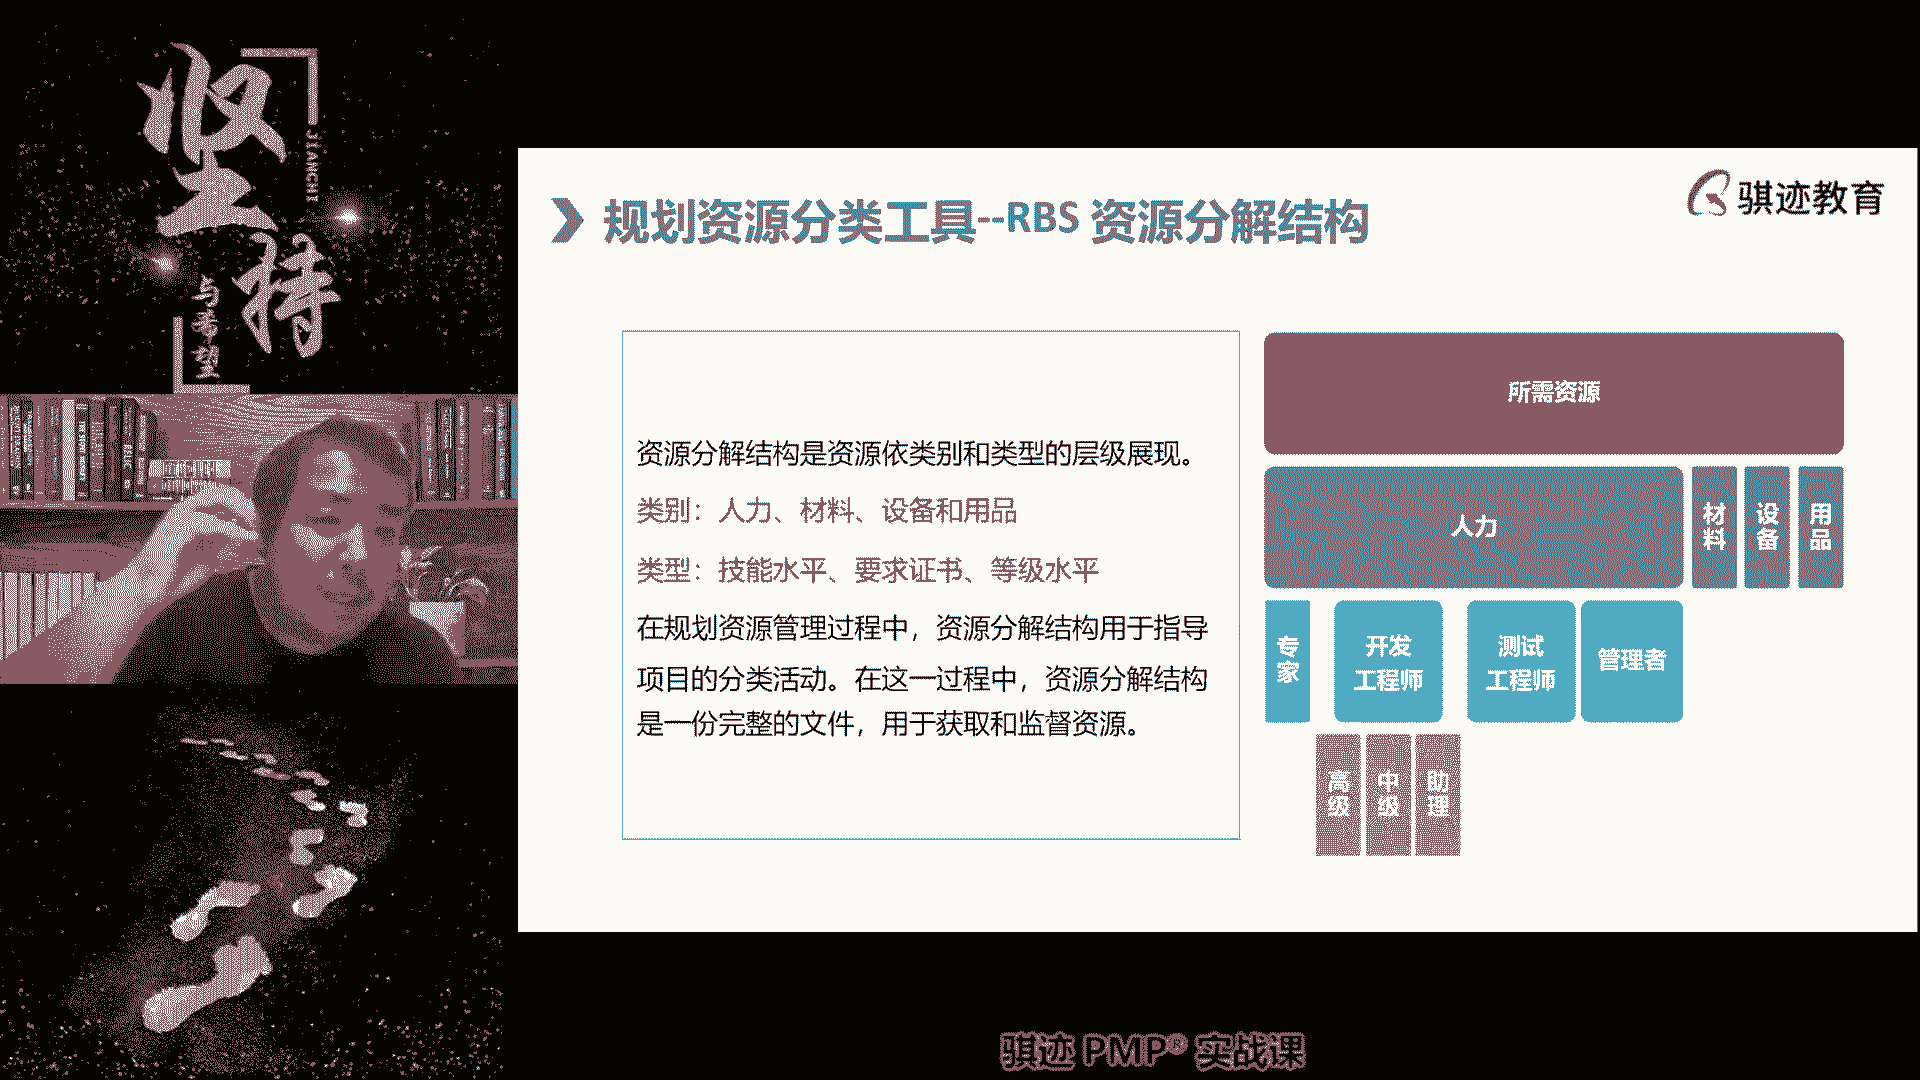 坚
持
JIANCHI
与希望
规划资源分类工具--RBS 资源分解结构
骐迹教育
资源分解结构是资源依类别和类型的层级展现。
类别：人力、材料、设备和用品
类型：技能水平、要求证书、等级水平
在规划资源管理过程中，资源分解结构用于指导
项目的分类活动。在这一过程中，资源分解结构
是一份完整的文件，用于获取和监督资源。
所需资源
人力
材料
设备
用品
专家
开发
工程师
测试
工程师
管理者
高级
中级
助理
骐迹 PMP® 实战课